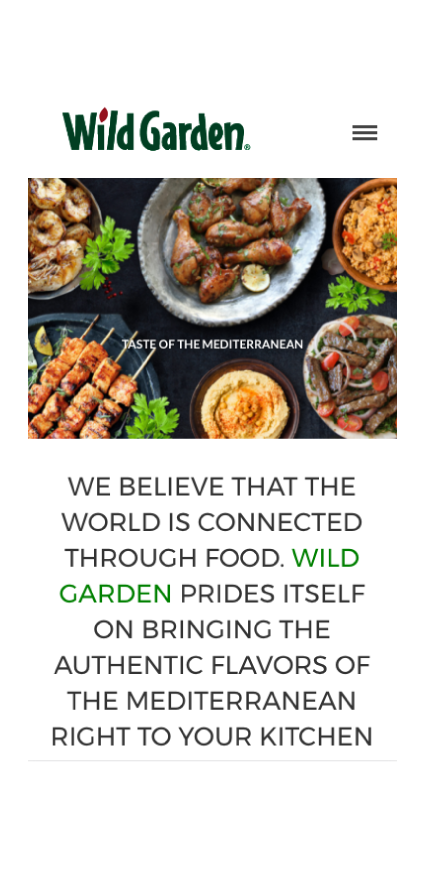 Wild Garden®
TASTE OF THE MEDITERRANEAN
WE BELIEVE THAT THE
WORLD IS CONNECTED
THROUGH FOOD. WILD
GARDEN PRIDES ITSELF
ON BRINGING THE
AUTHENTIC FLAVORS OF
THE MEDITERRANEAN
RIGHT TO YOUR KITCHEN